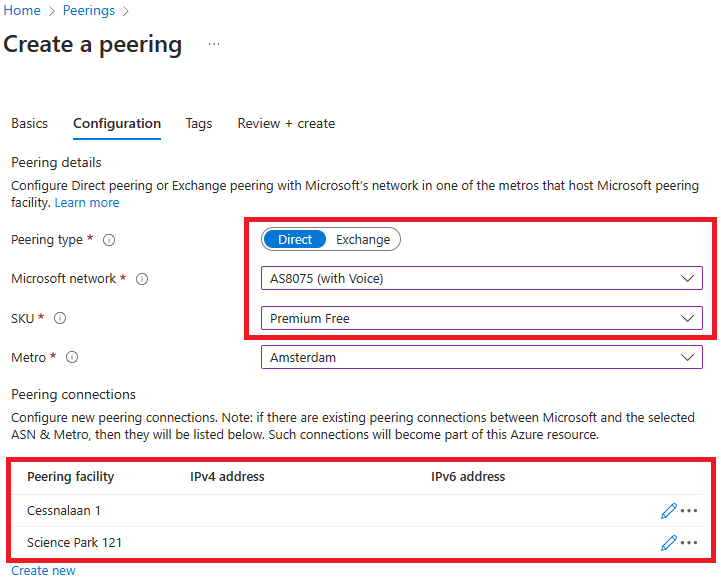 Home > Peerings >
Create a peering ...
Basics Configuration Tags Review + create
Peering details
Configure Direct peering or Exchange peering with Microsoft's network in one of the metros that host Microsoft peering
facility. Learn more
Peering type * Direct Exchange
Microsoft network * AS8075 (with Voice)
SKU * Premium Free
Metro * Amsterdam
Peering connections
Configure new peering connections. Note: if there are existing peering connections between Microsoft and the selected
ASN & Metro, then they will be listed below. Such connections will become part of this Azure resource.
Peering facility IPv4 address IPv6 address
Cessnalaan 1
Science Park 121
Create new